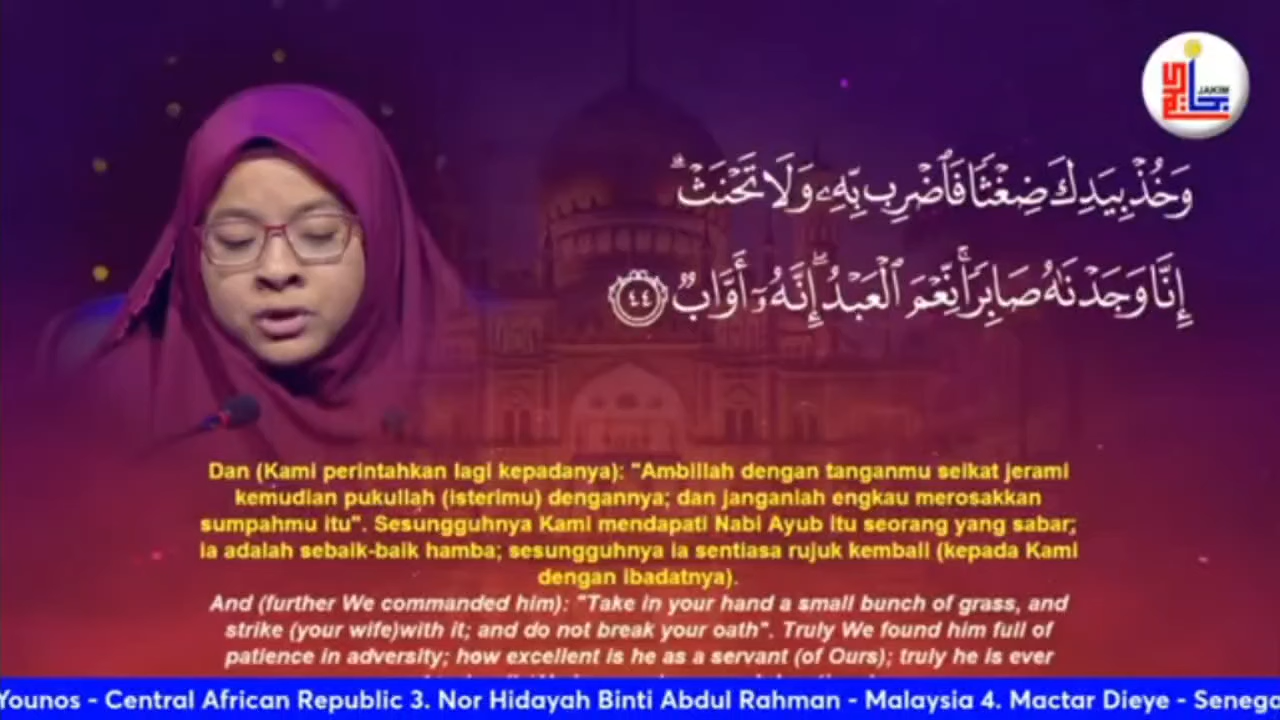 JAKIM
وَخُذْ بِيَدِكَ ضِغْثًا فَٱضْرِب بِّهِۦ وَلَا تَحْنَثْ ۗ
إِنَّا وَجَدْنَٰهُ صَابِرًا ۚ نِّعْمَ ٱلْعَبْدُ ۖ إِنَّهُۥٓ أَوَّابٌ ٤٤
Dan (Kami perintahkan lagi kepadanya): "Ambillah dengan tanganmu seikat jerami
kemudian pukullah (isterimu) dengannya; dan janganlah engkau merosakkan
sumpahmu itu". Sesungguhnya Kami mendapati Nabi Ayub itu seorang yang sabar;
ia adalah sebaik-baik hamba; sesungguhnya ia sentiasa rujuk kembali (kepada Kami
dengan ibadatnya).
And (further We commanded him): "Take in your hand a small bunch of grass, and
strike (your wife)with it; and do not break your oath". Truly We found him full of
patience in adversity; how excellent is he as a servant (of Ours); truly he is ever
Younos - Central African Republic 3. Nor Hidayah Binti Abdul Rahman - Malaysia 4. Mactar Dieye - Senega